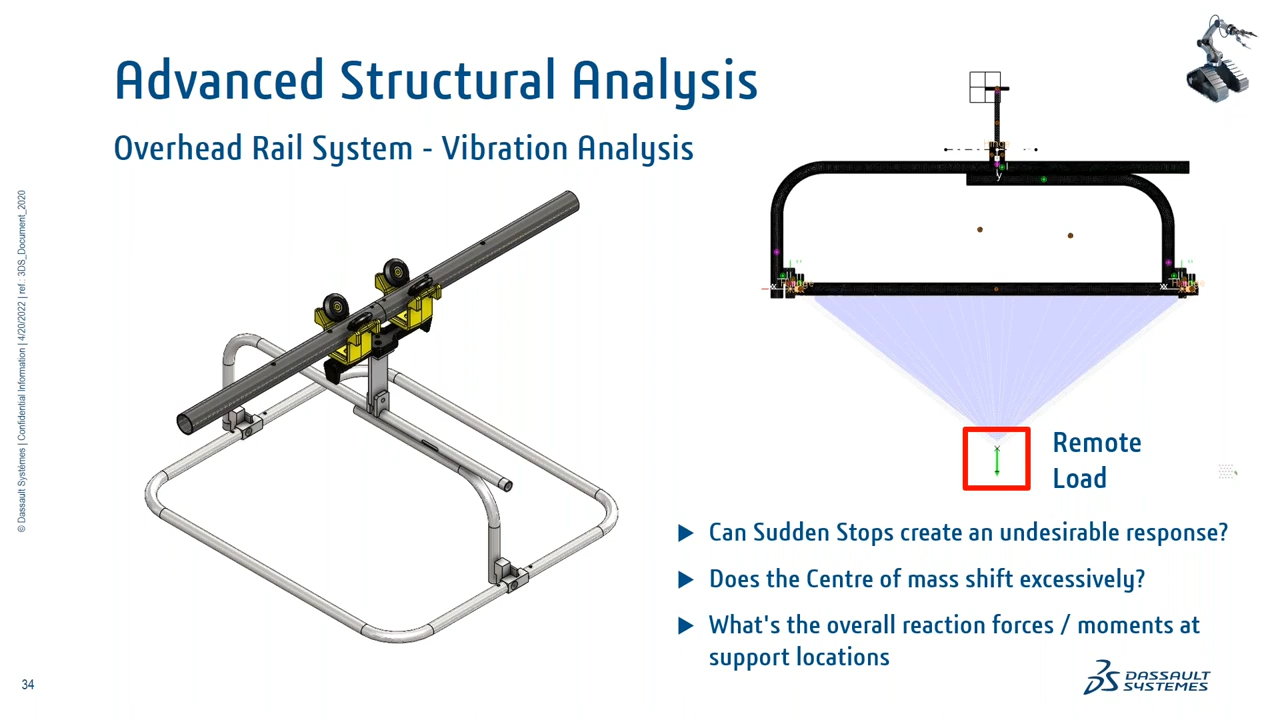 Advanced Structural Analysis
Overhead Rail System - Vibration Analysis
© Dassault Systèmes | Confidential Information | 4/20/2022 | ref.: 3DS_Document_2020
y
x
x
Remote
Load
▶ Can Sudden Stops create an undesirable response?
▶ Does the Centre of mass shift excessively?
▶ What's the overall reaction forces / moments at
support locations
34
DASSAULT
SYSTEMES